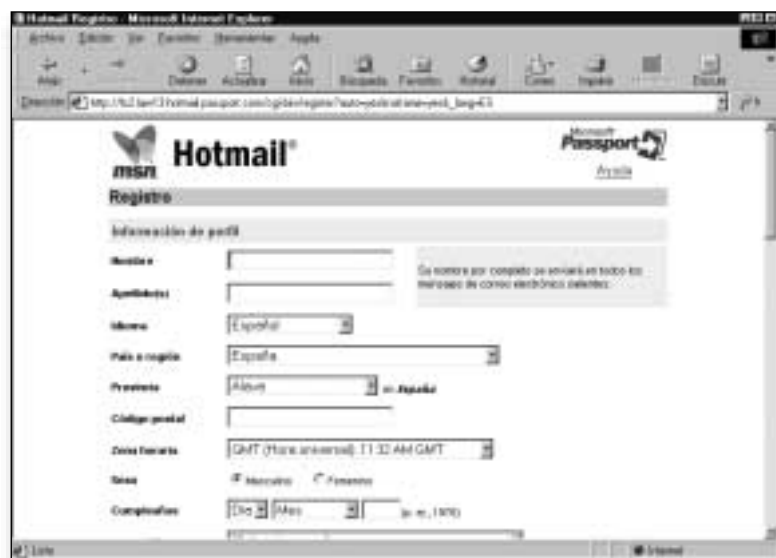 Hotmail Registro - Microsoft Internet Explorer
Archivo Edición Ver Favoritos Herramientas Ayuda
Atrás Detener Actualizar Inicio Búsqueda Favoritos Historial Correo Imprimir Discutir
Dirección
msn Hotmail®
Microsoft Passport
Ayuda
Registro
Información de perfil
Nombre
Su nombre por completo se enviará en todos los
mensajes de correo electrónico salientes.
Apellido(s)
Idioma Español
País o región España
Provincia Alava en España
Código postal
Zona horaria GMT (Hora universal) 11:32 AM GMT
Sexo Masculino Femenino
Cumpleaños Día Mes
Listo Internet